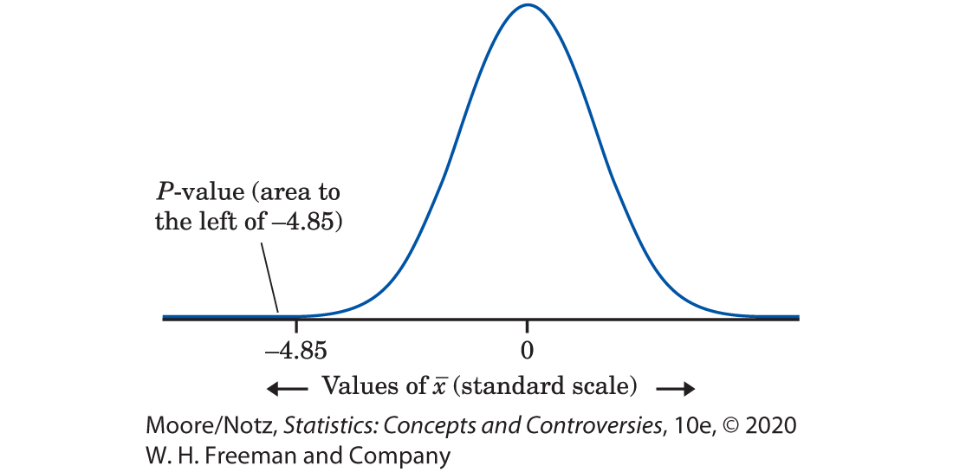 P-value (area to
the left of –4.85)
–4.85
0
← Values of x̄ (standard scale) →
Moore/Notz, Statistics: Concepts and Controversies, 10e, © 2020
W. H. Freeman and Company